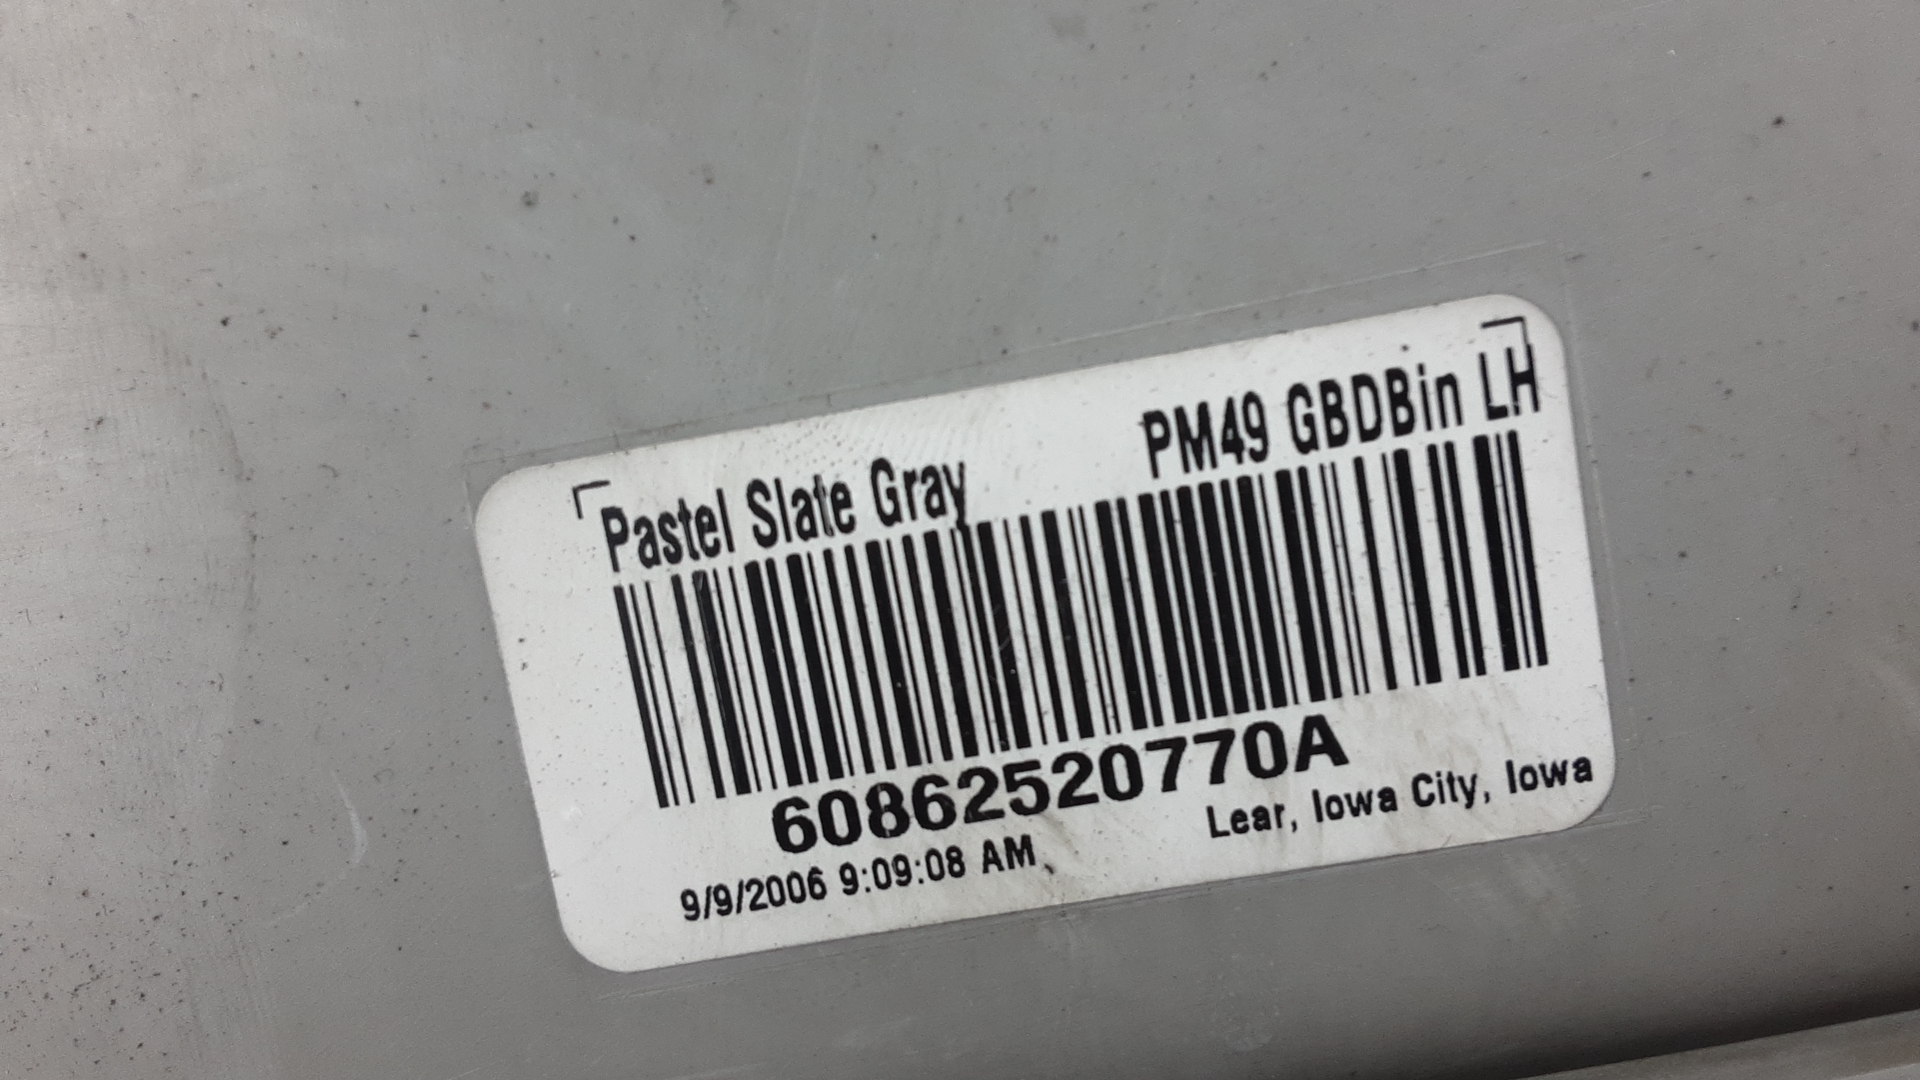 Pastel Slate Gray PM49 GBDBin LH
60862520770A
9/9/2006 9:09:08 AM Lear, Iowa City, Iowa